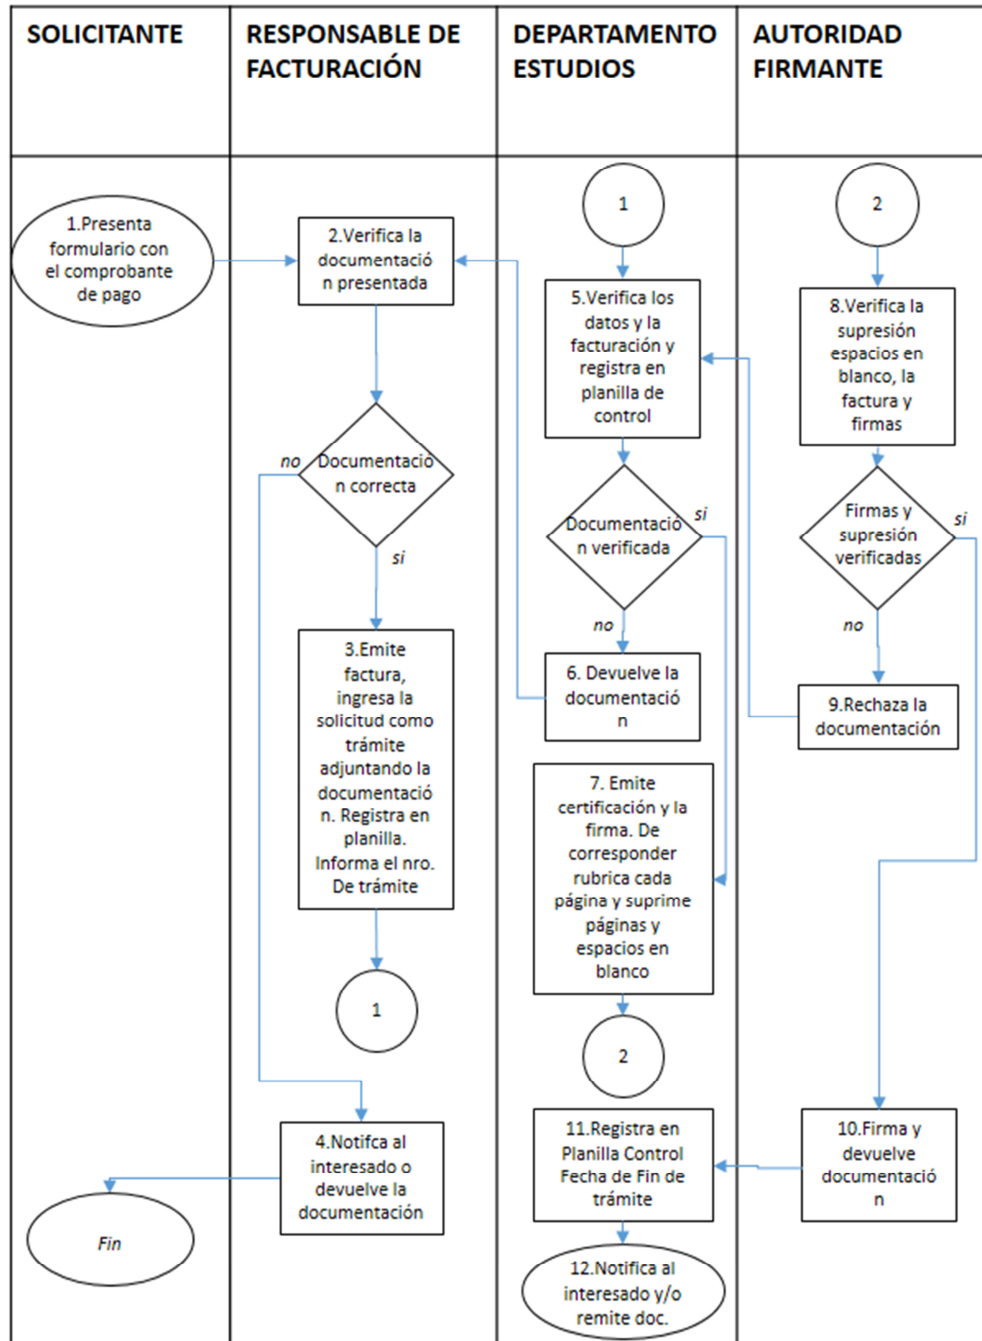 SOLICITANTE
RESPONSABLE DE
FACTURACIÓN
DEPARTAMENTO
ESTUDIOS
AUTORIDAD
FIRMANTE
1.Presenta
formulario con
el comprobante
de pago
Fin
2.Verifica la
documentació
n presentada
Documentació
n correcta
no
si
3.Emite
factura,
ingresa la
solicitud como
trámite
adjuntando la
documentació
n. Registra en
planilla.
Informa el nro.
De trámite
1
4.Notifca al
interesado o
devuelve la
documentación
1
5.Verifica los
datos y la
facturación y
registra en
planilla de
control
Documentació
n verificada
si
no
6. Devuelve la
documentació
n
7. Emite
certificación y la
firma. De
corresponder
rubrica cada
página y suprime
páginas y
espacios en
blanco
2
11.Registra en
Planilla Control
Fecha de Fin de
trámite
12.Notifica al
interesado y/o
remite doc.
2
8.Verifica la
supresión
espacios en
blanco, la
factura y
firmas
Firmas y
supresión
verificadas
si
no
9.Rechaza la
documentación
10.Firma y
devuelve
documentació
n